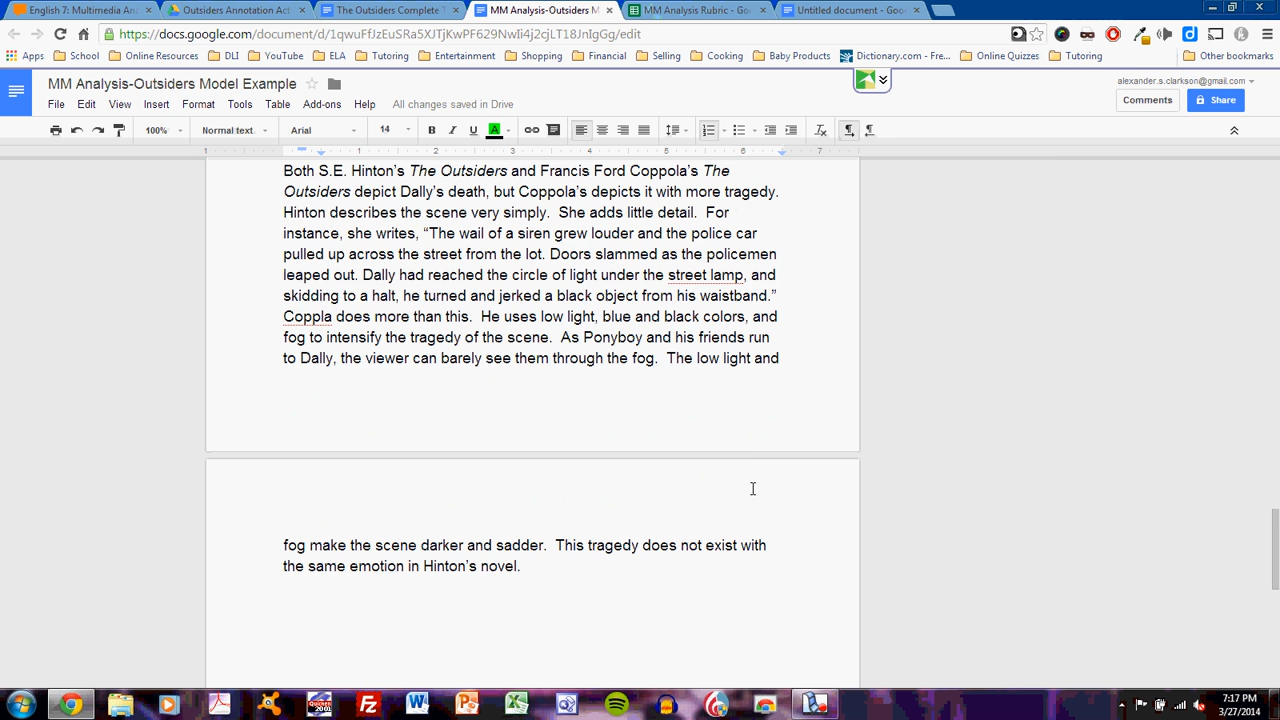 English 7: Multimedia An
Outsiders Annotation Act
The Outsiders Complete T
MM Analysis-Outsiders M
MM Analysis Rubric - Goo
Untitled document - Goo
https://docs.google.com/document/d/1qwoFfJzEuSRä5XJTjKwPF629NwIi4j2cjLT18JnIgGg/edit
Apps School Online Resources DLI YouTube ELA Tutoring Entertainment Shopping Financial Selling Cooking Baby Products Dictionary.com - Fre... Online Quizzes Tutoring Other bookmarks
MM Analysis-Outsiders Model Example
alexander.s.clarkson@gmail.com
File Edit View Insert Format Tools Table Add-ons Help All changes saved in Drive
Comments Share
100% Normal text Arial 14 B I U A
1 1 2 3 4 5 6 7
Both S.E. Hinton’s The Outsiders and Francis Ford Coppola’s The
Outsiders depict Dally’s death, but Coppola’s depicts it with more tragedy.
Hinton describes the scene very simply. She adds little detail. For
instance, she writes, “The wail of a siren grew louder and the police car
pulled up across the street from the lot. Doors slammed as the policemen
leaped out. Dally had reached the circle of light under the street lamp, and
skidding to a halt, he turned and jerked a black object from his waistband.”
Coppla does more than this. He uses low light, blue and black colors, and
fog to intensify the tragedy of the scene. As Ponyboy and his friends run
to Dally, the viewer can barely see them through the fog. The low light and
fog make the scene darker and sadder. This tragedy does not exist with
the same emotion in Hinton’s novel.
7:17 PM
3/27/2014